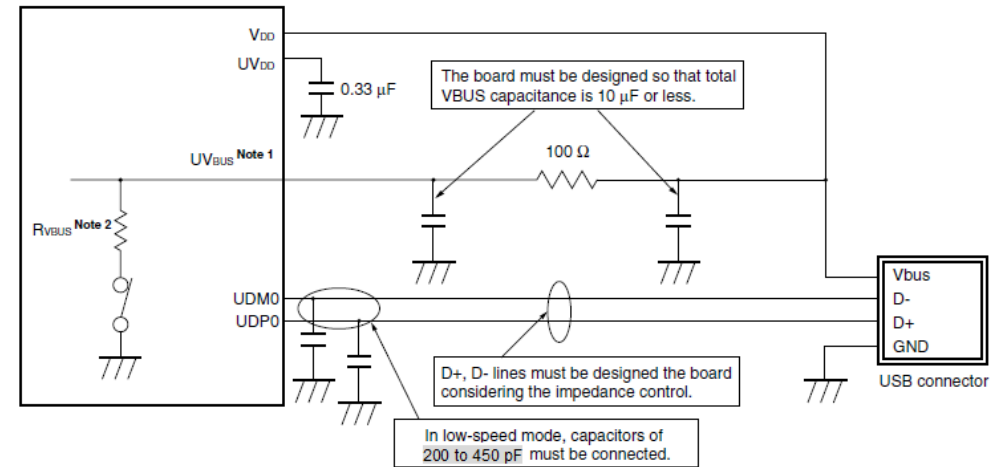 VDD
UVDD
0.33 μF
The board must be designed so that total
VBUS capacitance is 10 μF or less.
UVBUS Note 1
100 Ω
RVBUS Note 2
Vbus
UDM0
D-
UDP0
D+
GND
D+, D- lines must be designed the board
considering the impedance control.
USB connector
In low-speed mode, capacitors of
200 to 450 pF must be connected.